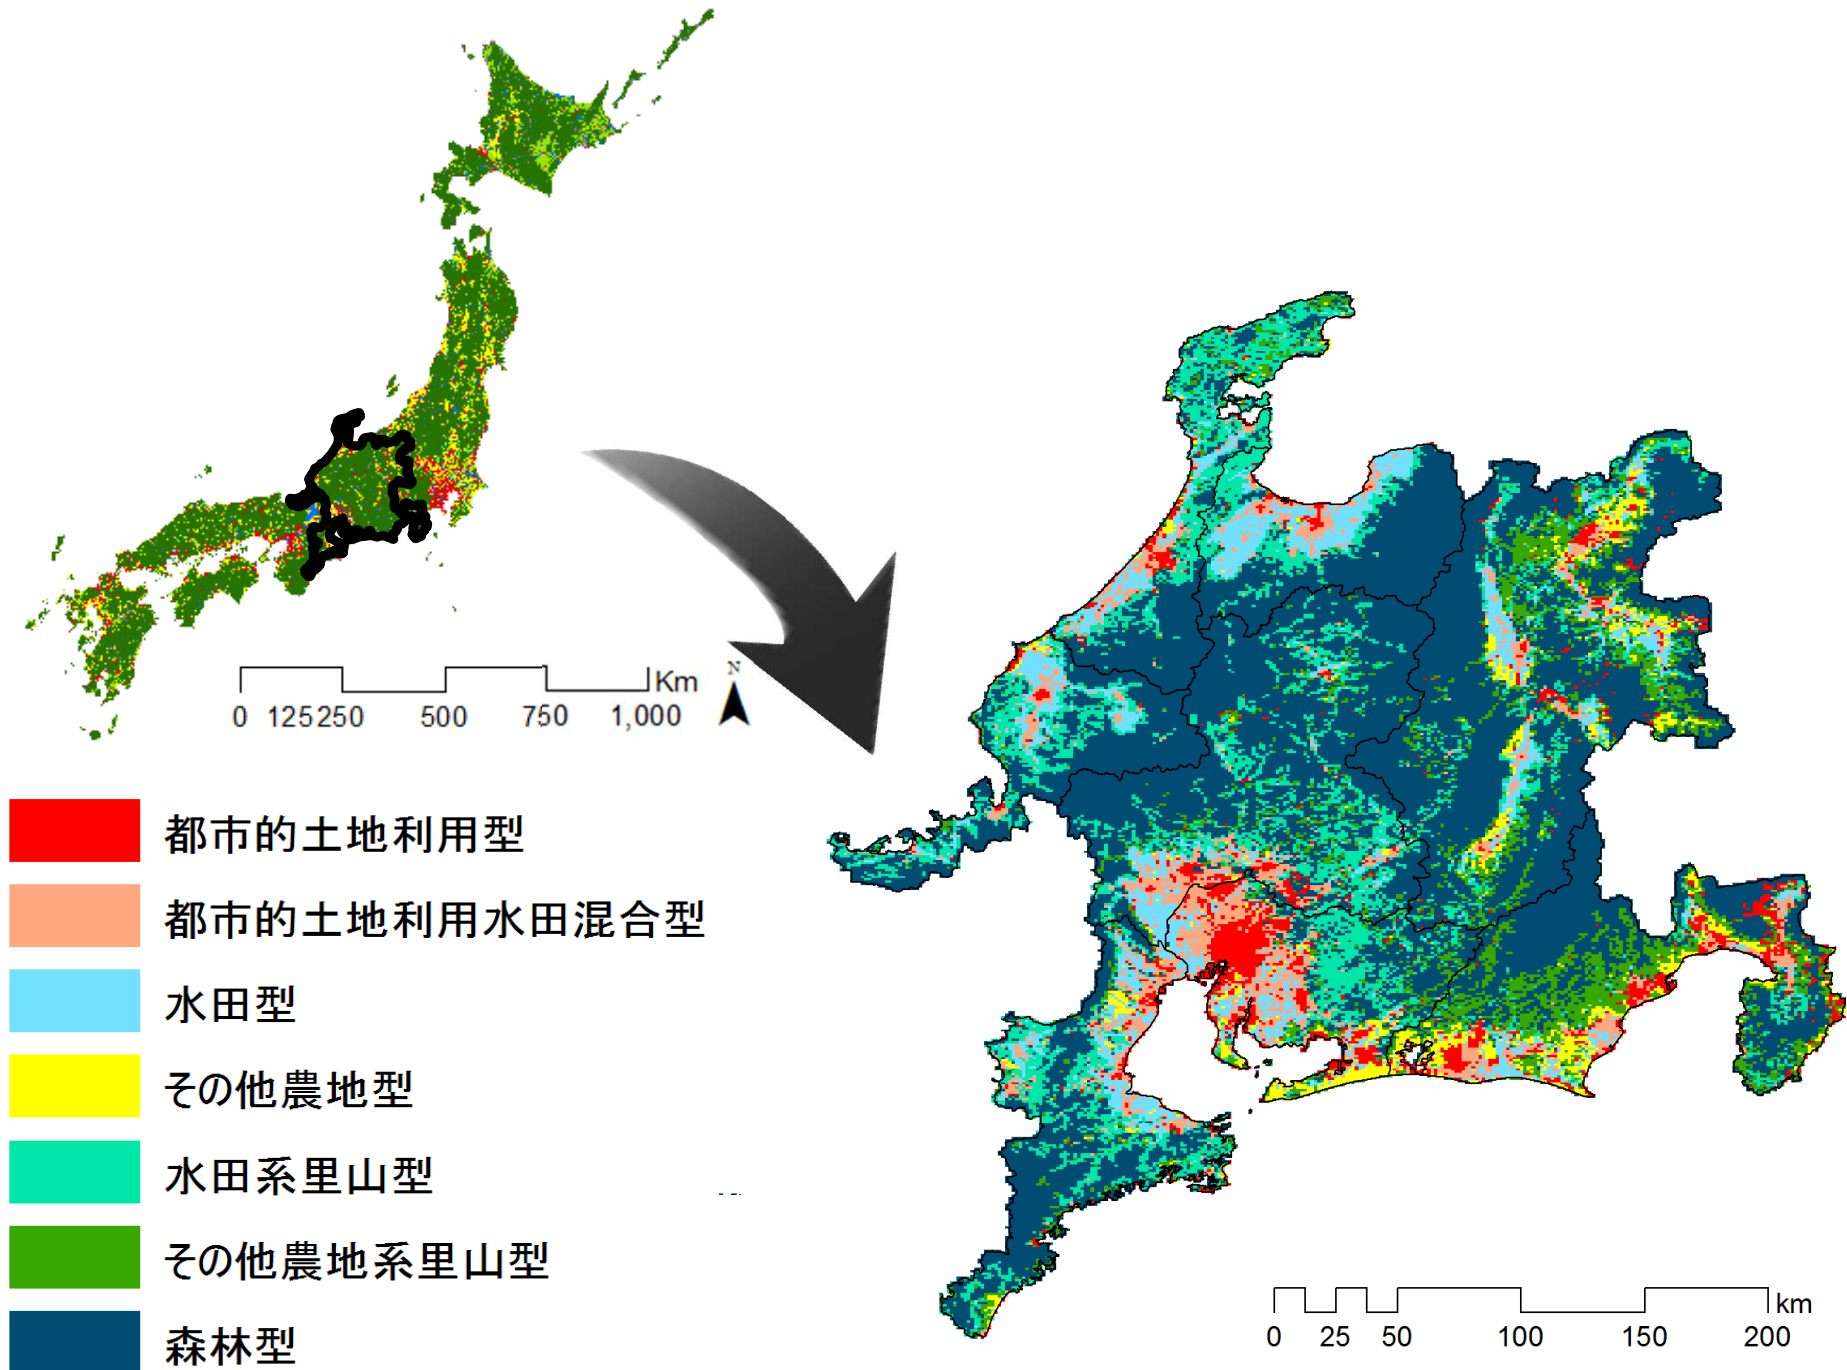 N
Km
0 125 250 500 750 1,000
都市的土地利用型
都市的土地利用水田混合型
水田型
その他農地型
水田系里山型
その他農地系里山型
森林型
km
0 25 50 100 150 200